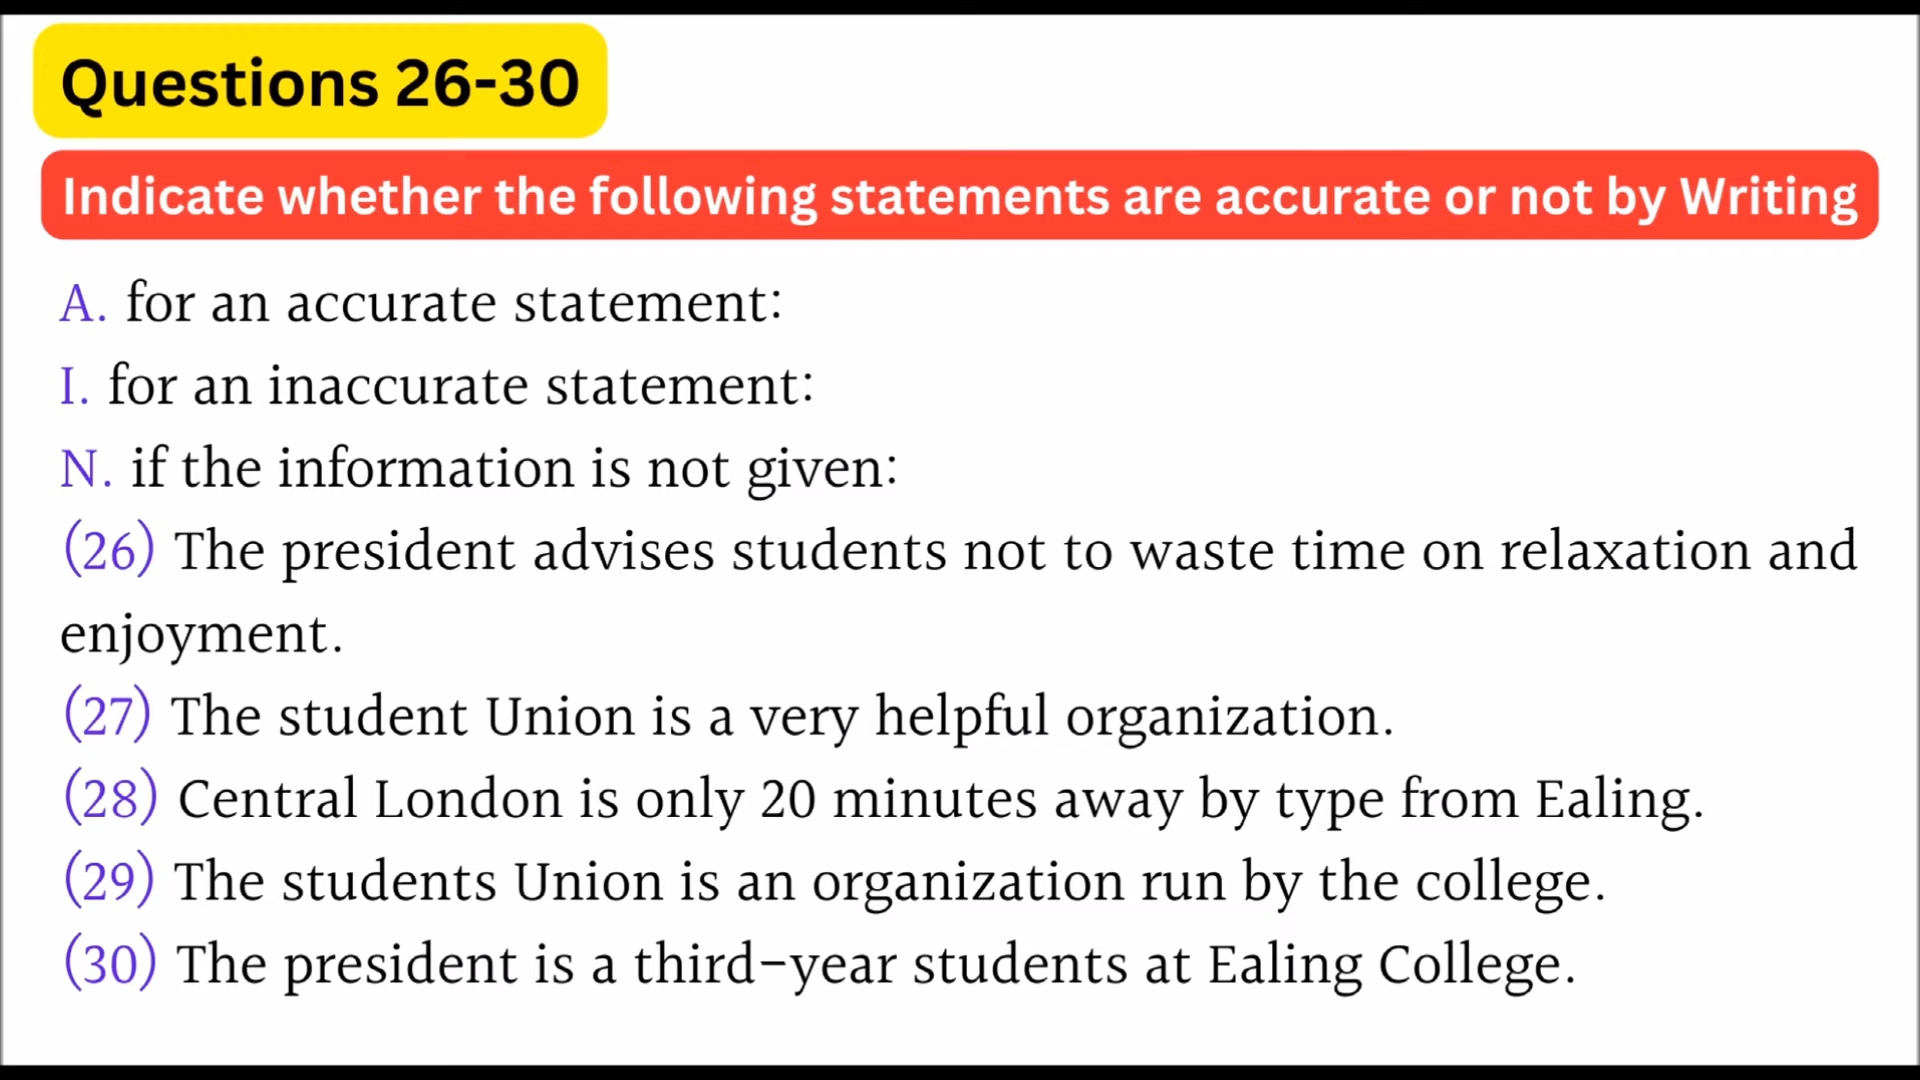 Questions 26-30
Indicate whether the following statements are accurate or not by Writing
A. for an accurate statement:
I. for an inaccurate statement:
N. if the information is not given:
(26) The president advises students not to waste time on relaxation and
enjoyment.
(27) The student Union is a very helpful organization.
(28) Central London is only 20 minutes away by type from Ealing.
(29) The students Union is an organization run by the college.
(30) The president is a third-year students at Ealing College.